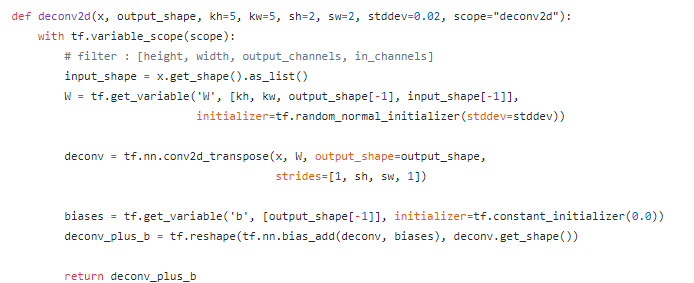 def deconv2d(x, output_shape, kh=5, kw=5, sh=2, sw=2, stddev=0.02, scope="deconv2d"):
    with tf.variable_scope(scope):
        # filter : [height, width, output_channels, in_channels]
        input_shape = x.get_shape().as_list()
        W = tf.get_variable('W', [kh, kw, output_shape[-1], input_shape[-1]],
                            initializer=tf.random_normal_initializer(stddev=stddev))
        deconv = tf.nn.conv2d_transpose(x, W, output_shape=output_shape,
                                        strides=[1, sh, sw, 1])
        biases = tf.get_variable('b', [output_shape[-1]], initializer=tf.constant_initializer(0.0))
        deconv_plus_b = tf.reshape(tf.nn.bias_add(deconv, biases), deconv.get_shape())
        return deconv_plus_b